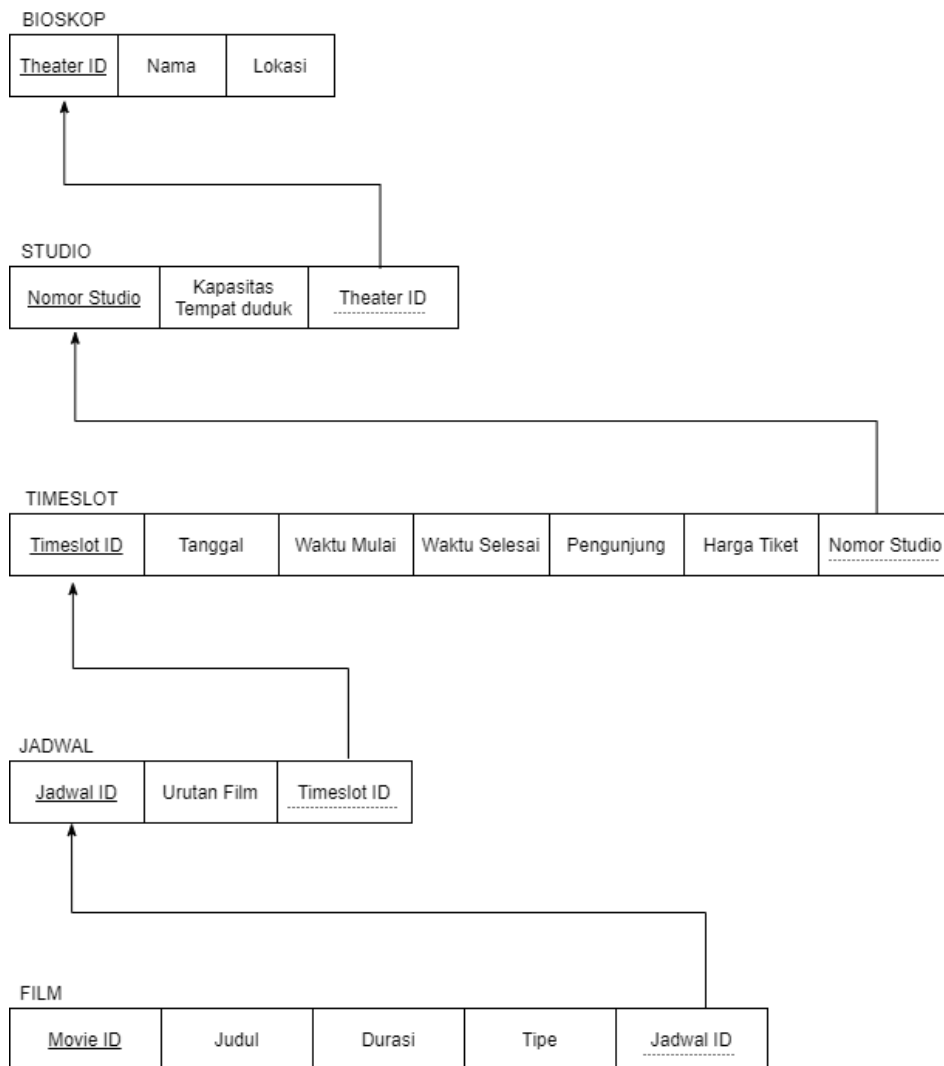 BIOSKOP
Theater ID Nama Lokasi
STUDIO
Nomor Studio Kapasitas Tempat duduk Theater ID
TIMESLOT
Timeslot ID Tanggal Waktu Mulai Waktu Selesai Pengunjung Harga Tiket Nomor Studio
JADWAL
Jadwal ID Urutan Film Timeslot ID
FILM
Movie ID Judul Durasi Tipe Jadwal ID